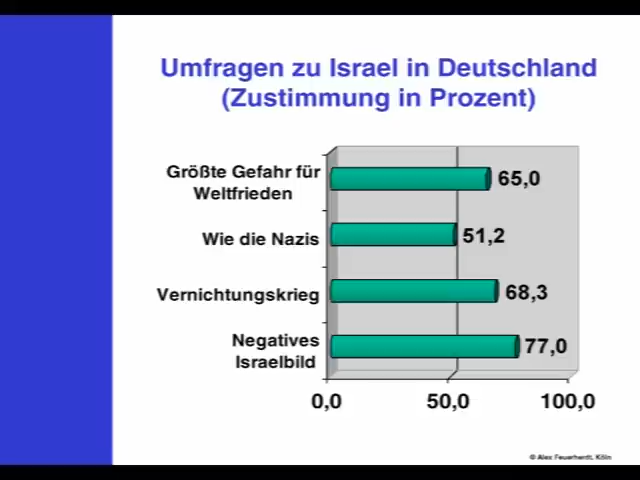 Umfragen zu Israel in Deutschland
(Zustimmung in Prozent)
Größte Gefahr für
Weltfrieden
65,0
Wie die Nazis
51,2
Vernichtungskrieg
68,3
Negatives
Israelbild
77,0
0,0
50,0
100,0
© Alex Feuerherdt, Köln